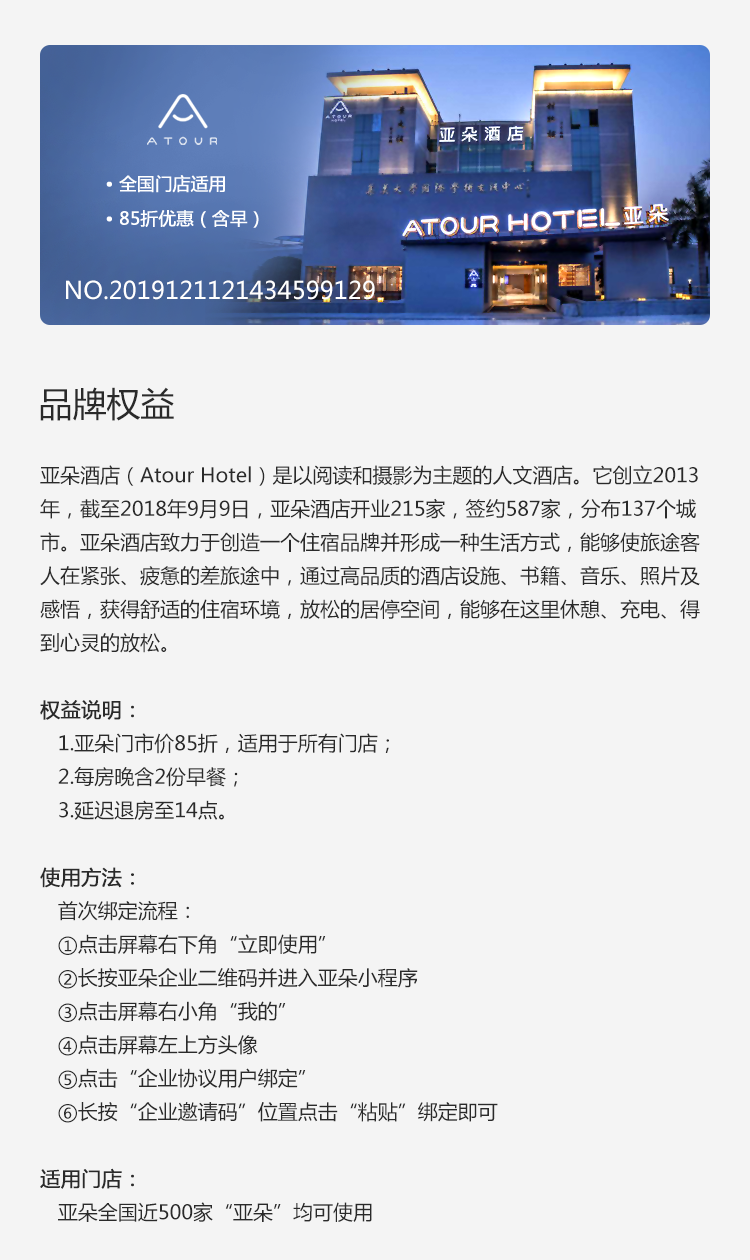 ATOUR
• 全国门店适用
• 85折优惠（含早）
NO.2019121121434599129
ATOUR
HOTEL
亚朵酒店
集美大学国际学术交流中心
ATOUR HOTEL 亚朵
品牌权益
亚朵酒店（Atour Hotel）是以阅读和摄影为主题的人文酒店。它创立2013
年，截至2018年9月9日，亚朵酒店开业215家，签约587家，分布137个城
市。亚朵酒店致力于创造一个住宿品牌并形成一种生活方式，能够使旅途客
人在紧张、疲惫的差旅途中，通过高品质的酒店设施、书籍、音乐、照片及
感悟，获得舒适的住宿环境，放松的居停空间，能够在这里休憩、充电、得
到心灵的放松。
权益说明：
1.亚朵门市价85折，适用于所有门店；
2.每房晚含2份早餐；
3.延迟退房至14点。
使用方法：
首次绑定流程：
①点击屏幕右下角“立即使用”
②长按亚朵企业二维码并进入亚朵小程序
③点击屏幕右小角“我的”
④点击屏幕左上方头像
⑤点击“企业协议用户绑定”
⑥长按“企业邀请码”位置点击“粘贴”绑定即可
适用门店：
亚朵全国近500家“亚朵”均可使用